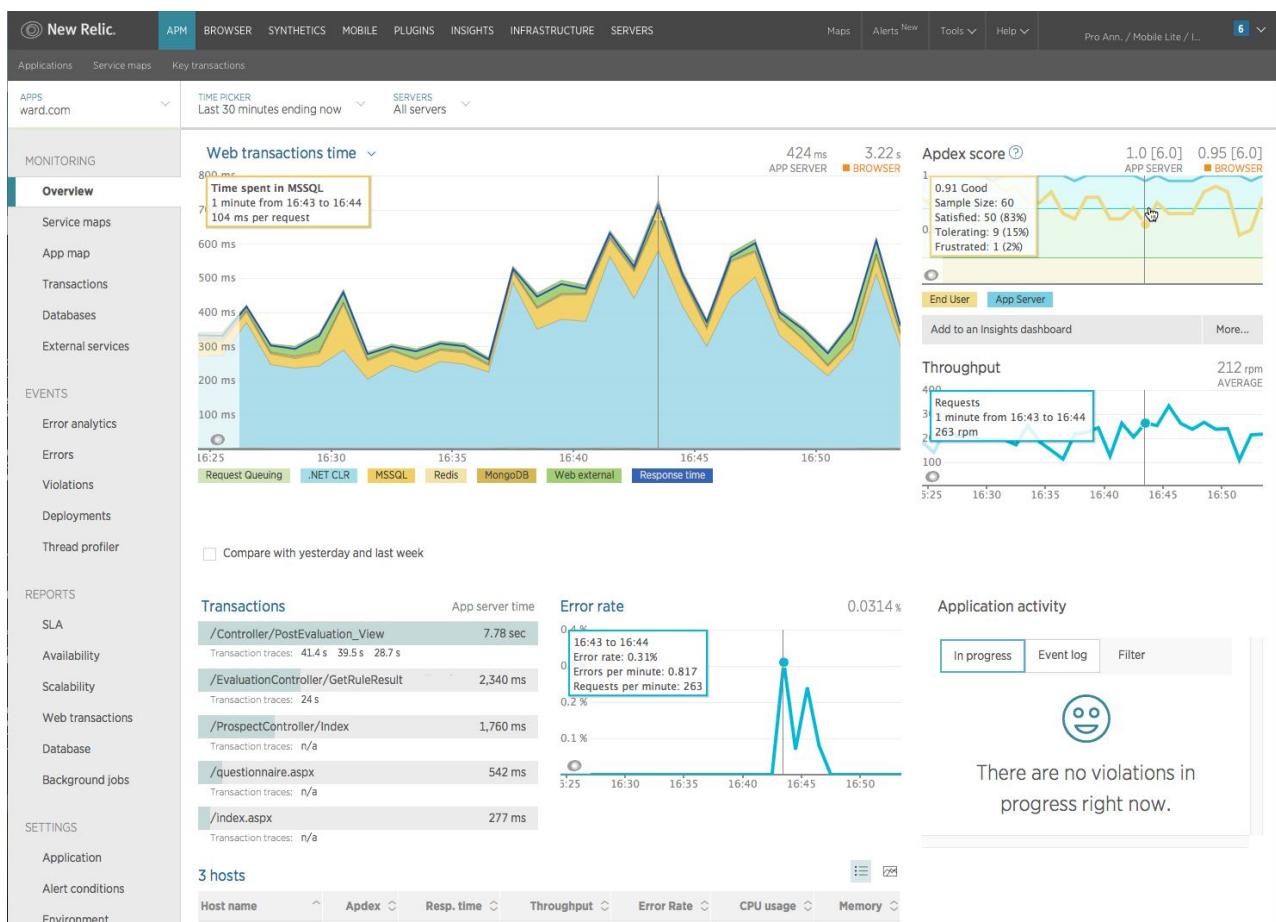 New Relic.
APM BROWSER SYNTHETICS MOBILE PLUGINS INSIGHTS INFRASTRUCTURE SERVERS
Maps Alerts New Tools Help Pro Ann. / Mobile Lite / I... 6
Applications Service maps Key transactions
APPS
ward.com
TIME PICKER
Last 30 minutes ending now
SERVERS
All servers
MONITORING
Overview
Service maps
App map
Transactions
Databases
External services
EVENTS
Error analytics
Errors
Violations
Deployments
Thread profiler
REPORTS
SLA
Availability
Scalability
Web transactions
Database
Background jobs
SETTINGS
Application
Alert conditions
Environment
Web transactions time
424 ms
APP SERVER
3.22 s
BROWSER
800 ms
Time spent in MSSQL
1 minute from 16:43 to 16:44
104 ms per request
600 ms
500 ms
400 ms
300 ms
200 ms
100 ms
16:25 16:30 16:35 16:40 16:45 16:50
Request Queuing .NET CLR MSSQL Redis MongoDB Web external Response time
Compare with yesterday and last week
Apdex score ?
1.0 [6.0]
APP SERVER
0.95 [6.0]
BROWSER
1
0.91 Good
Sample Size: 60
Satisfied: 50 (83%)
Tolerating: 9 (15%)
Frustrated: 1 (2%)
End User App Server
Add to an Insights dashboard More...
Throughput
212 rpm
AVERAGE
400
Requests
1 minute from 16:43 to 16:44
263 rpm
100
5:25 16:30 16:35 16:40 16:45 16:50
Transactions App server time
/Controller/PostEvaluation_View 7.78 sec
Transaction traces: 41.4 s 39.5 s 28.7 s
/EvaluationController/GetRuleResult 2,340 ms
Transaction traces: 24 s
/ProspectController/Index 1,760 ms
Transaction traces: n/a
/questionnaire.aspx 542 ms
Transaction traces: n/a
/index.aspx 277 ms
Transaction traces: n/a
Error rate 0.0314 %
0.4 %
16:43 to 16:44
Error rate: 0.31%
Errors per minute: 0.817
Requests per minute: 263
0.2 %
0.1 %
5:25 16:30 16:35 16:40 16:45 16:50
Application activity
In progress Event log Filter
There are no violations in
progress right now.
3 hosts
Host name Apdex Resp. time Throughput Error Rate CPU usage Memory